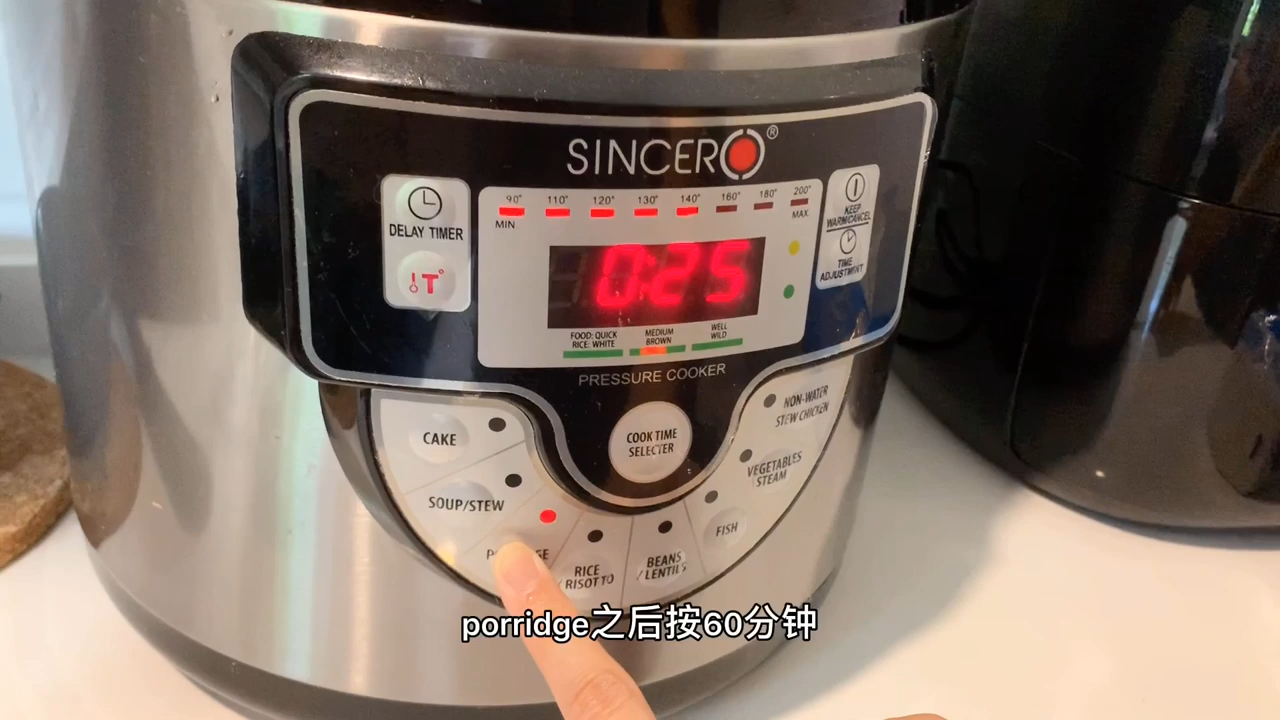 SINCERO®
DELAY TIMER
T°
90° 110° 120° 130° 140° 160° 180° 200°
MIN
MAX.
0:25
FOOD: QUICK
RICE: WHITE
MEDIUM
BROWN
WELL
WILD
KEEP
WARM/CANCEL
TIME
ADJUSTMINT
PRESSURE COOKER
COOK TIME
SELECTER
CAKE
SOUP/STEW
RICE
/RISOTTO
BEANS
/LENTILS
FISH
VEGETABLES
STEAM
NON-WATER
STEW CHICKEN
porridge之后按60分钟